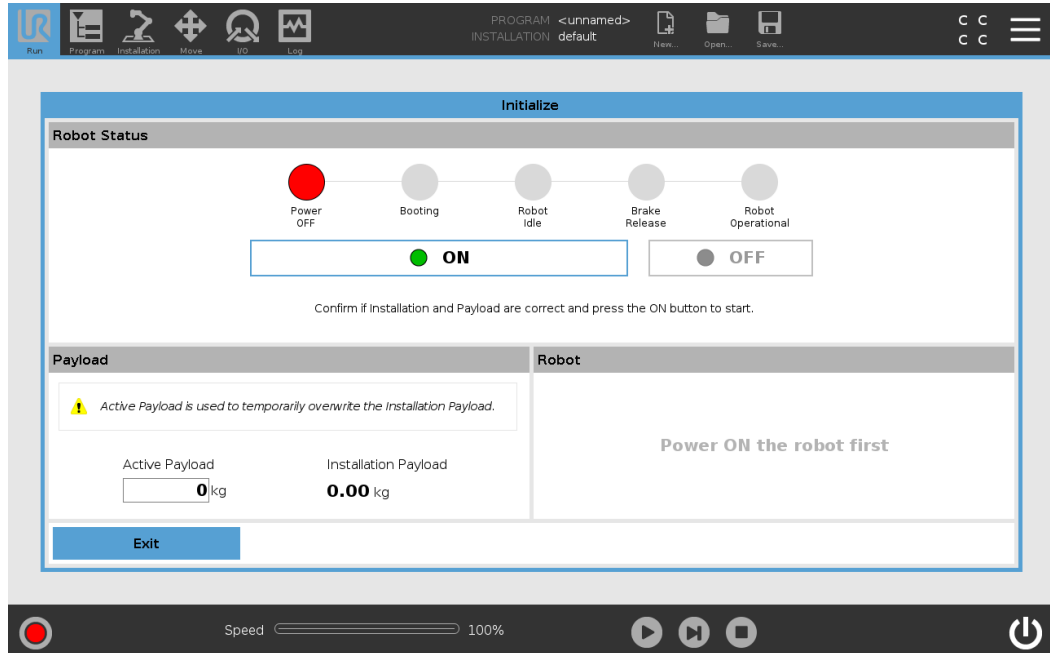 UR
PROGRAM <unnamed>
INSTALLATION default
Run Program Installation Move I/O Log New... Open... Save...
C C
C C
Initialize
Robot Status
Power OFF
Booting
Robot Idle
Brake Release
Robot Operational
ON
OFF
Confirm if Installation and Payload are correct and press the ON button to start.
Payload
Robot
Active Payload is used to temporarily overwrite the Installation Payload.
Power ON the robot first
Active Payload
Installation Payload
0 kg
0.00 kg
Exit
Speed 100%